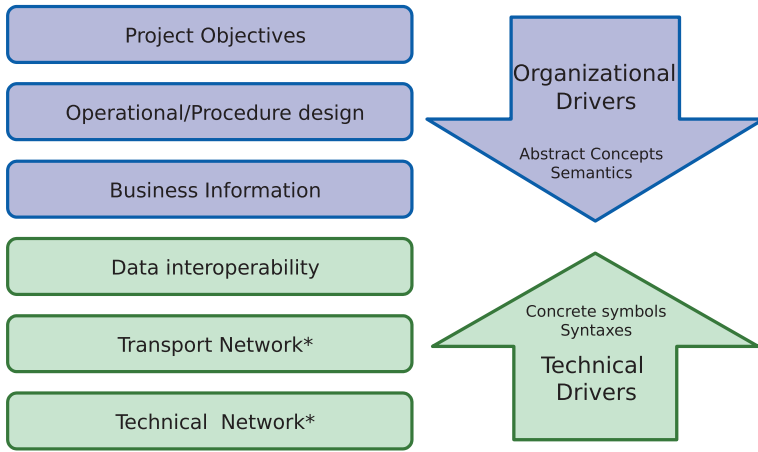 Project Objectives
Operational/Procedure design
Business Information
Data interoperability
Transport Network*
Technical Network*
Organizational
Drivers
Abstract Concepts
Semantics
Concrete symbols
Syntaxes
Technical
Drivers